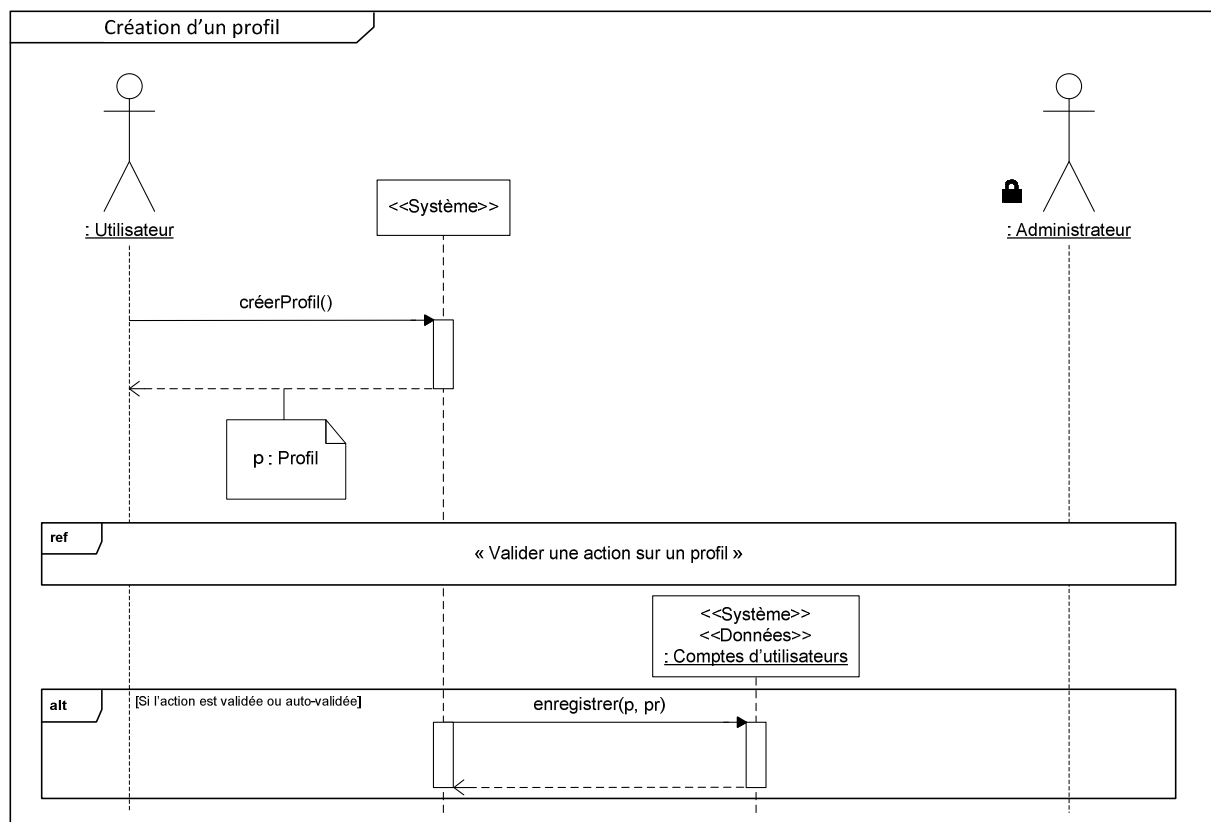 Création d’un profil
<<Système>>
: Utilisateur
: Administrateur
créerProfil()
p : Profil
ref
« Valider une action sur un profil »
<<Système>>
<<Données>>
: Comptes d’utilisateurs
alt
[Si l’action est validée ou auto-validée]
enregistrer(p, pr)